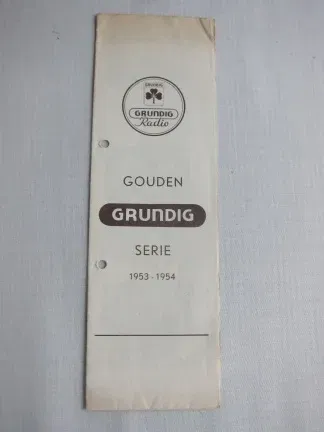 GRUNDIG
Radio
GOUDEN
GRUNDIG
SERIE
1953-1954